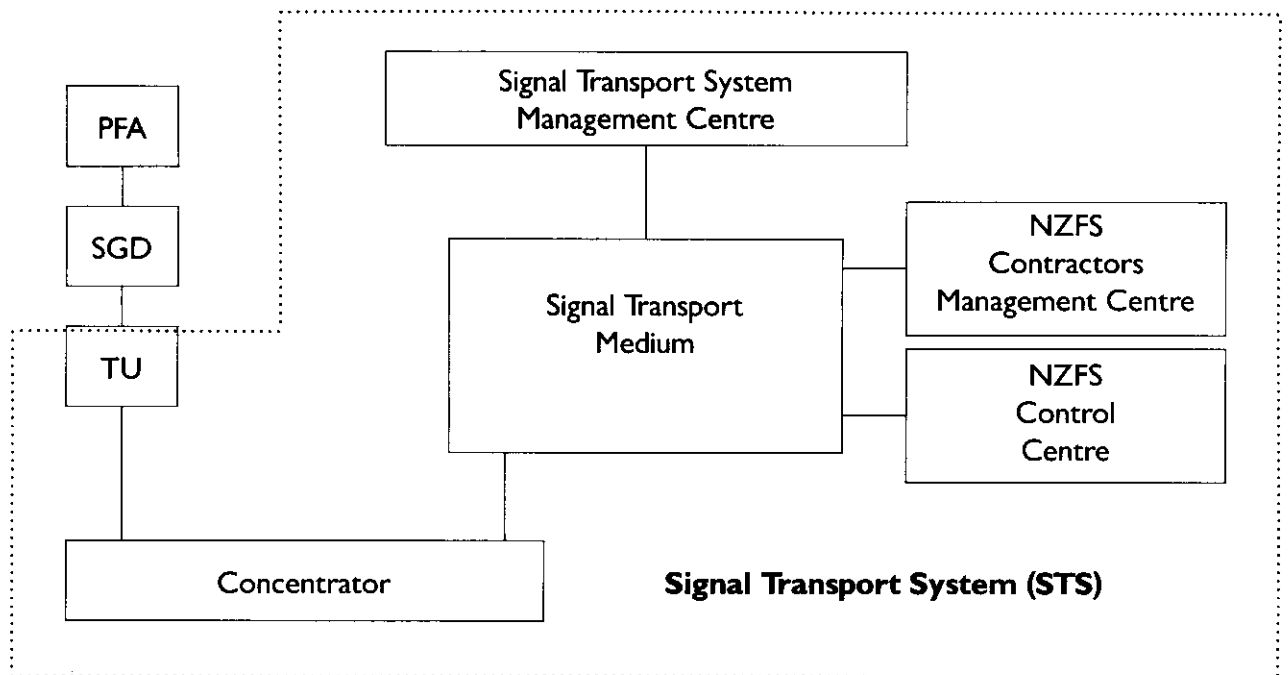 Signal Transport System
Management Centre
PFA
SGD
TU
Signal Transport
Medium
NZFS
Contractors
Management Centre
NZFS
Control
Centre
Concentrator
Signal Transport System (STS)